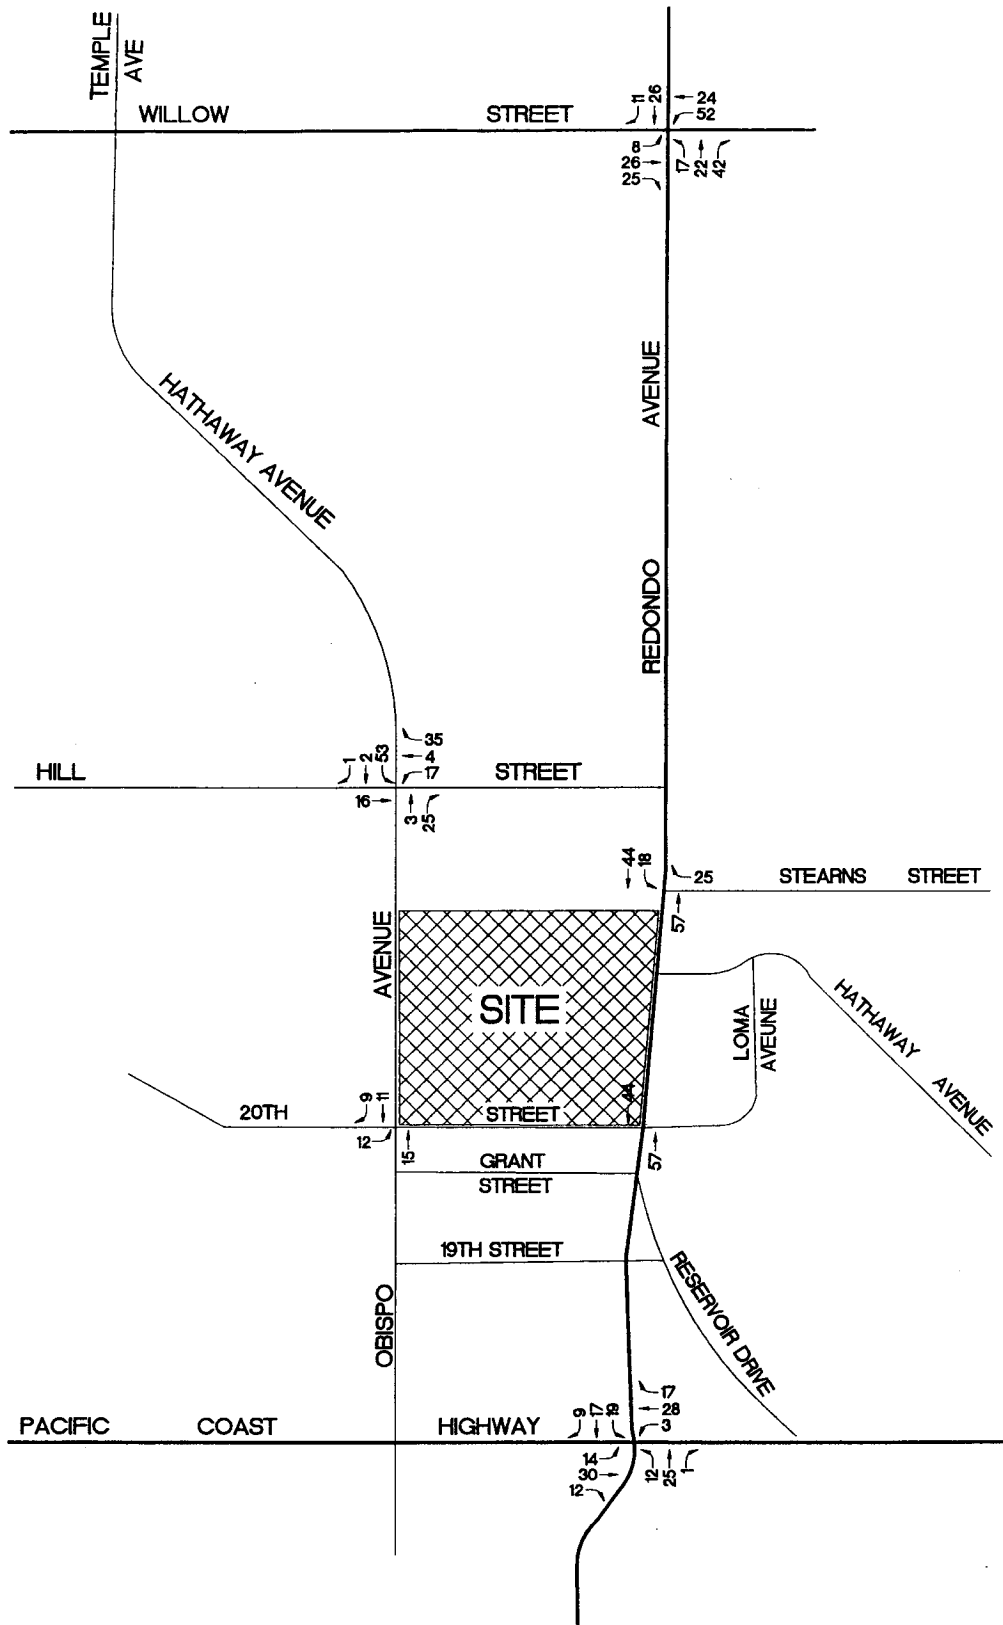 TEMPLE
AVE
WILLOW STREET
11 26 24
52
8
26
25
17 22 42
HATHAWAY AVENUE
REDONDO AVENUE
1 2 53
35
4
17
HILL STREET
16
3 25
44 18
25
STEARNS STREET
57
OBISPO AVENUE
SITE
LOMA
AVEUNE
HATHAWAY AVENUE
9 11
44
20TH STREET
12
15
57
GRANT
STREET
19TH STREET
RESERVOIR DRIVE
9 17 19
17
28
3
PACIFIC COAST HIGHWAY
14
30
12
12 25 1